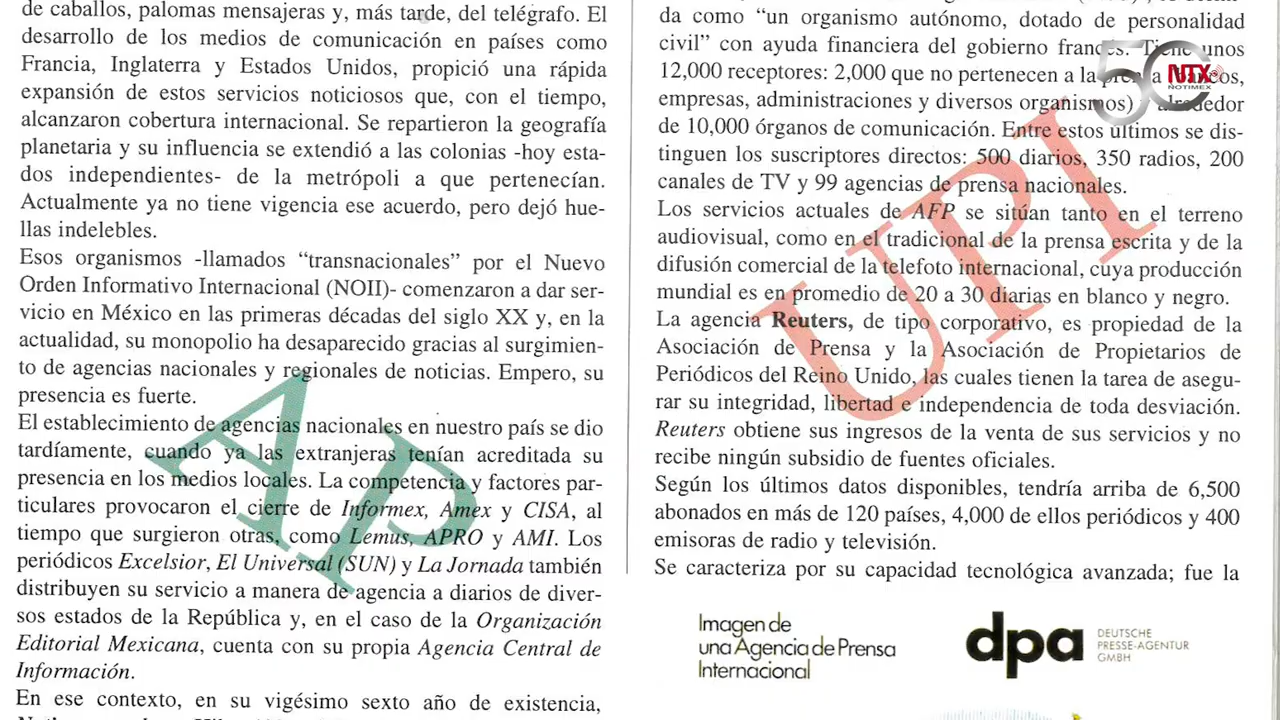 de caballos, palomas mensajeras y, más tarde, del telégrafo. El
desarrollo de los medios de comunicación en países como
Francia, Inglaterra y Estados Unidos, propició una rápida
expansión de estos servicios noticiosos que, con el tiempo,
alcanzaron cobertura internacional. Se repartieron la geografía
planetaria y su influencia se extendió a las colonias -hoy esta-
dos independientes- de la metrópoli a que pertenecían.
Actualmente ya no tiene vigencia ese acuerdo, pero dejó hue-
llas indelebles.
Esos organismos -llamados “transnacionales” por el Nuevo
Orden Informativo Internacional (NOII)- comenzaron a dar ser-
vicio en México en las primeras décadas del siglo XX y, en la
actualidad, su monopolio ha desaparecido gracias al surgimien-
to de agencias nacionales y regionales de noticias. Empero, su
presencia es fuerte.
El establecimiento de agencias nacionales en nuestro país se dio
tardíamente, cuando ya las extranjeras tenían acreditada su
presencia en los medios locales. La competencia y factores par-
ticulares provocaron el cierre de Informex, Amex y CISA, al
tiempo que surgieron otras, como Lemus, APRO y AMI. Los
periódicos Excelsior, El Universal (SUN) y La Jornada también
distribuyen su servicio a manera de agencia a diarios de diver-
sos estados de la República y, en el caso de la Organización
Editorial Mexicana, cuenta con su propia Agencia Central de
Información.
En ese contexto, en su vigésimo sexto año de existencia,
AP
da como “un organismo autónomo, dotado de personalidad
civil” con ayuda financiera del gobierno francés. Tiene unos
12,000 receptores: 2,000 que no pertenecen a la prensa
empresas, administraciones y diversos organismos) alrededor
de 10,000 órganos de comunicación. Entre estos últimos se dis-
tinguen los suscriptores directos: 500 diarios, 350 radios, 200
canales de TV y 99 agencias de prensa nacionales.
Los servicios actuales de AFP se sitúan tanto en el terreno
audiovisual, como en el tradicional de la prensa escrita y de la
difusión comercial de la telefoto internacional, cuya producción
mundial es en promedio de 20 a 30 diarias en blanco y negro.
La agencia Reuters, de tipo corporativo, es propiedad de la
Asociación de Prensa y la Asociación de Propietarios de
Periódicos del Reino Unido, las cuales tienen la tarea de asegu-
rar su integridad, libertad e independencia de toda desviación.
Reuters obtiene sus ingresos de la venta de sus servicios y no
recibe ningún subsidio de fuentes oficiales.
Según los últimos datos disponibles, tendría arriba de 6,500
abonados en más de 120 países, 4,000 de ellos periódicos y 400
emisoras de radio y televisión.
Se caracteriza por su capacidad tecnológica avanzada; fue la
UPI
50 NTX
NOTIMEX
Imagen de
una Agencia de Prensa
Internacional
dpa
DEUTSCHE
PRESSE-AGENTUR
GMBH